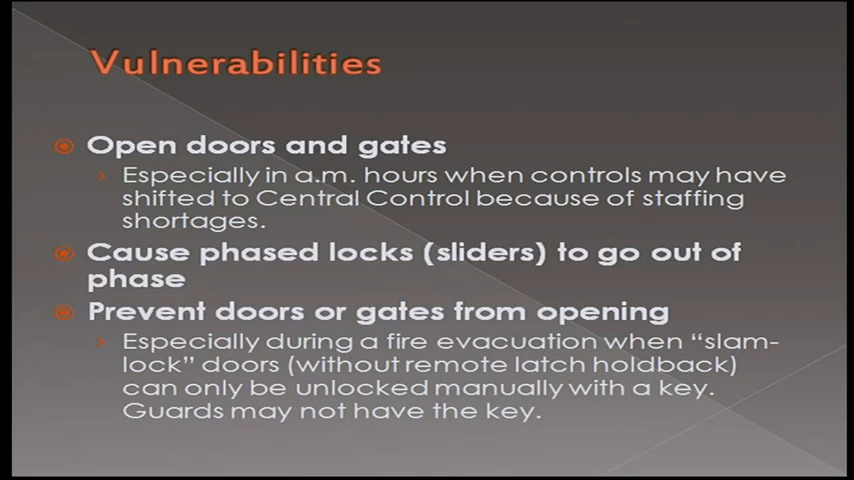 Vulnerabilities
Open doors and gates
Especially in a.m. hours when controls may have
shifted to Central Control because of staffing
shortages.
Cause phased locks (sliders) to go out of
phase
Prevent doors or gates from opening
Especially during a fire evacuation when “slam-
lock” doors (without remote latch holdback)
can only be unlocked manually with a key.
Guards may not have the key.